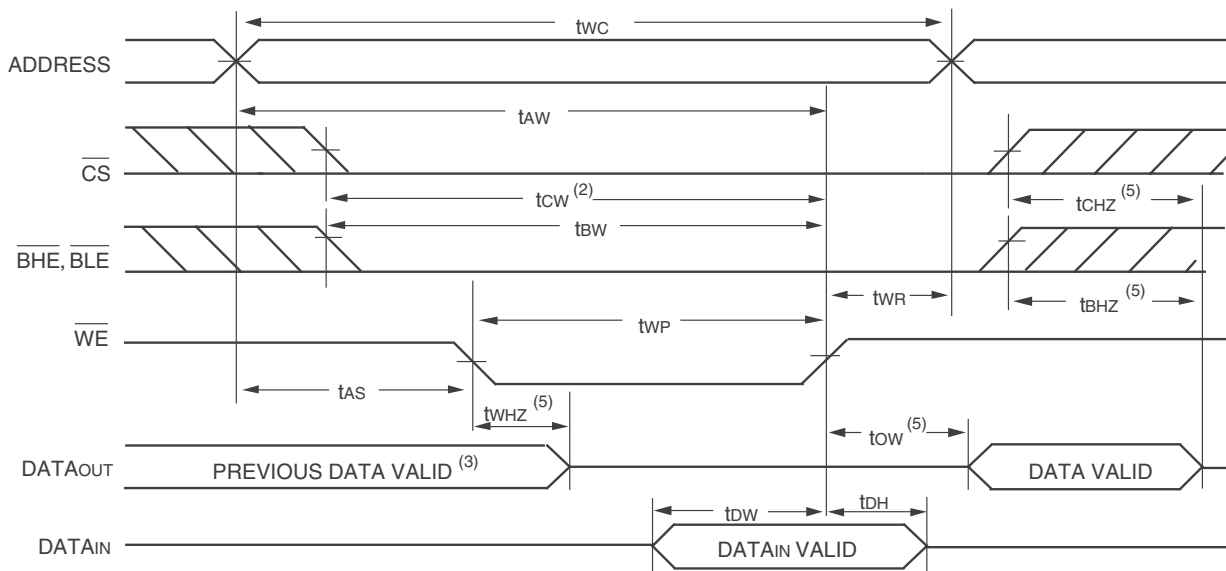 tWC
ADDRESS
tAW
CS
tCW (2)
tCHZ (5)
tBW
BHE, BLE
tWR
tBHZ (5)
tWP
WE
tAS
tWHZ (5)
tOW (5)
DATAOUT
PREVIOUS DATA VALID (3)
DATA VALID
tDW
tDH
DATAIN
DATAIN VALID